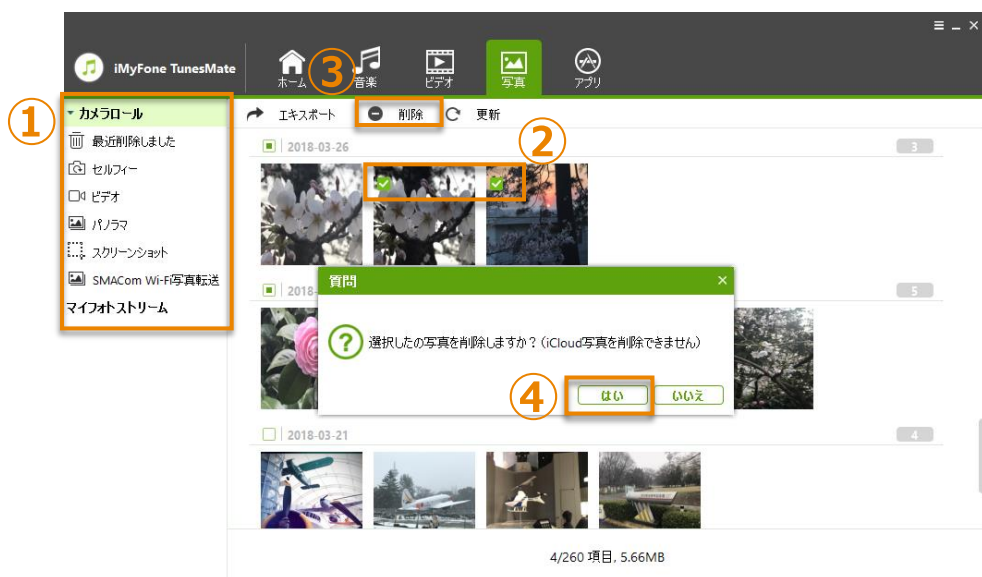 iMyFone TunesMate
ホーム
音楽
ビデオ
写真
アプリ
③
①
カメラロール
最近削除しました
セルフィー
ビデオ
パノラマ
スクリーンショット
SMACom Wi-Fi写真転送
マイフォトストリーム
エキスポート
削除
更新
②
2018-03-26
3
2018-
5
質問
選択したの写真を削除しますか？(iCloud写真を削除できません)
④
はい
いいえ
2018-03-21
4
4/260 項目, 5.66MB